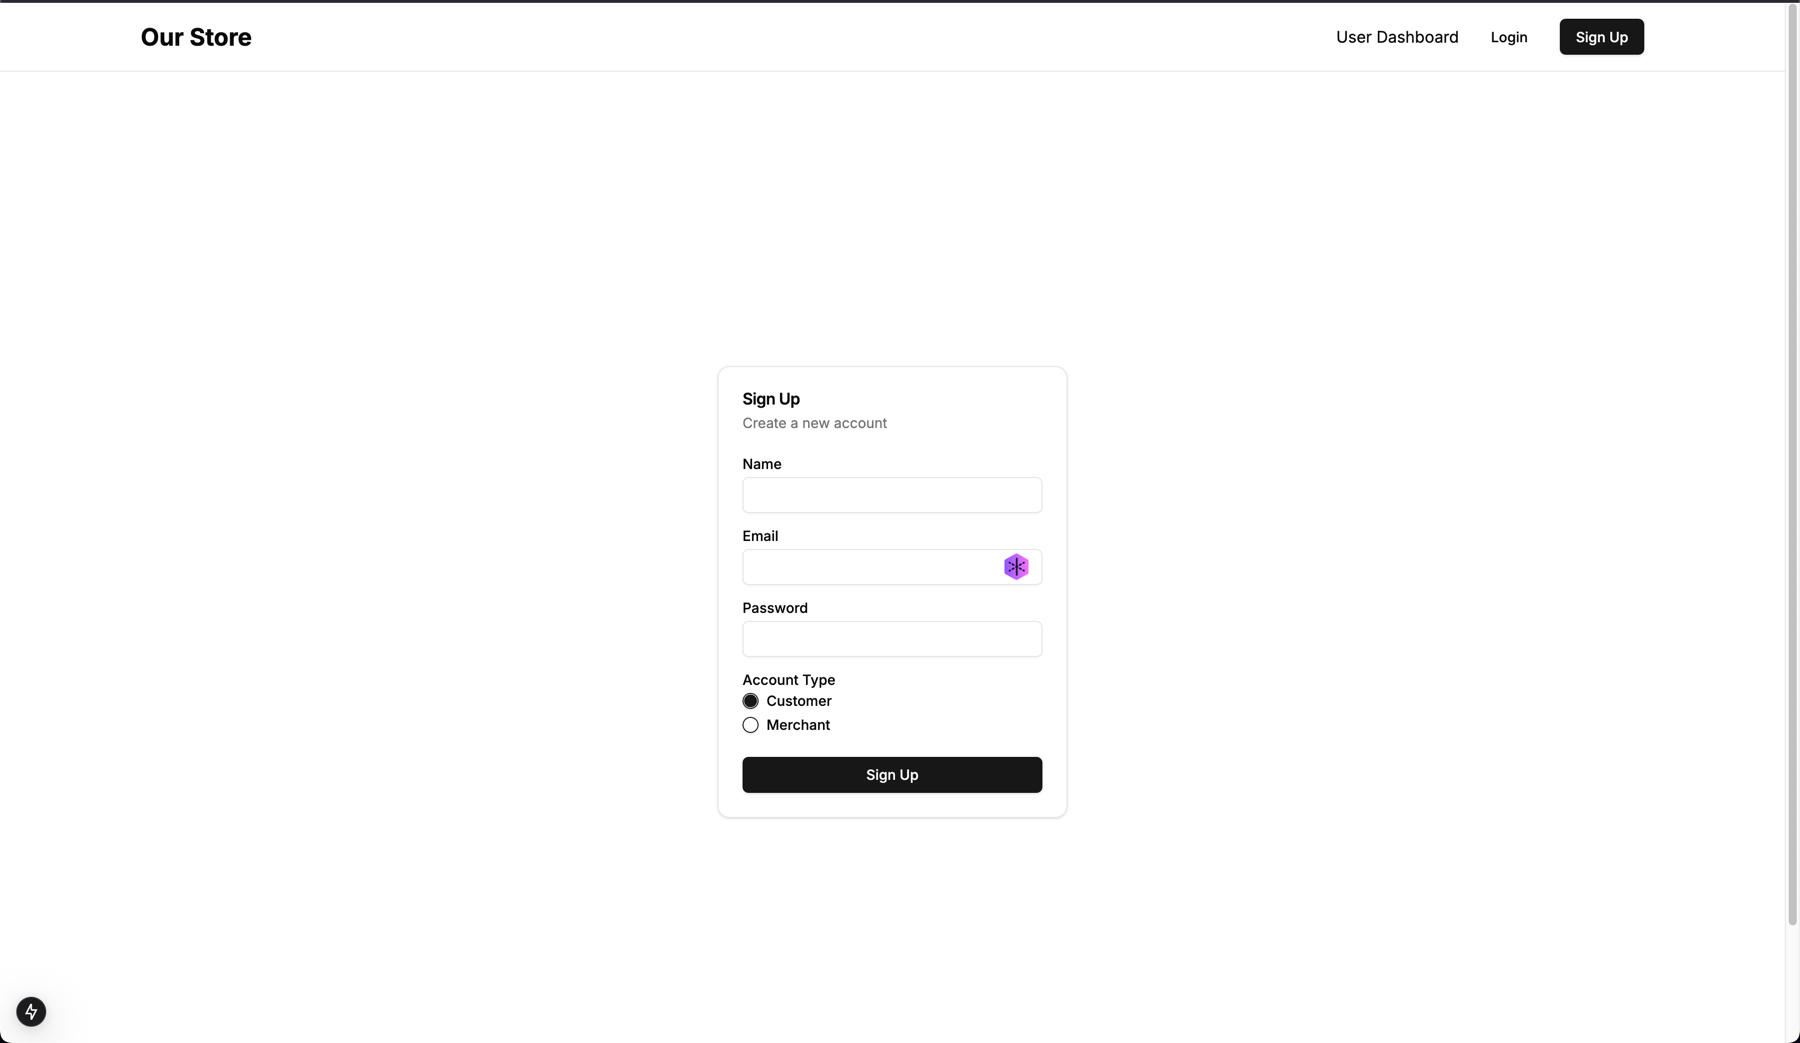 Our Store
User Dashboard
Login
Sign Up
Sign Up
Create a new account
Name
Email
Password
Account Type
Customer
Merchant
Sign Up